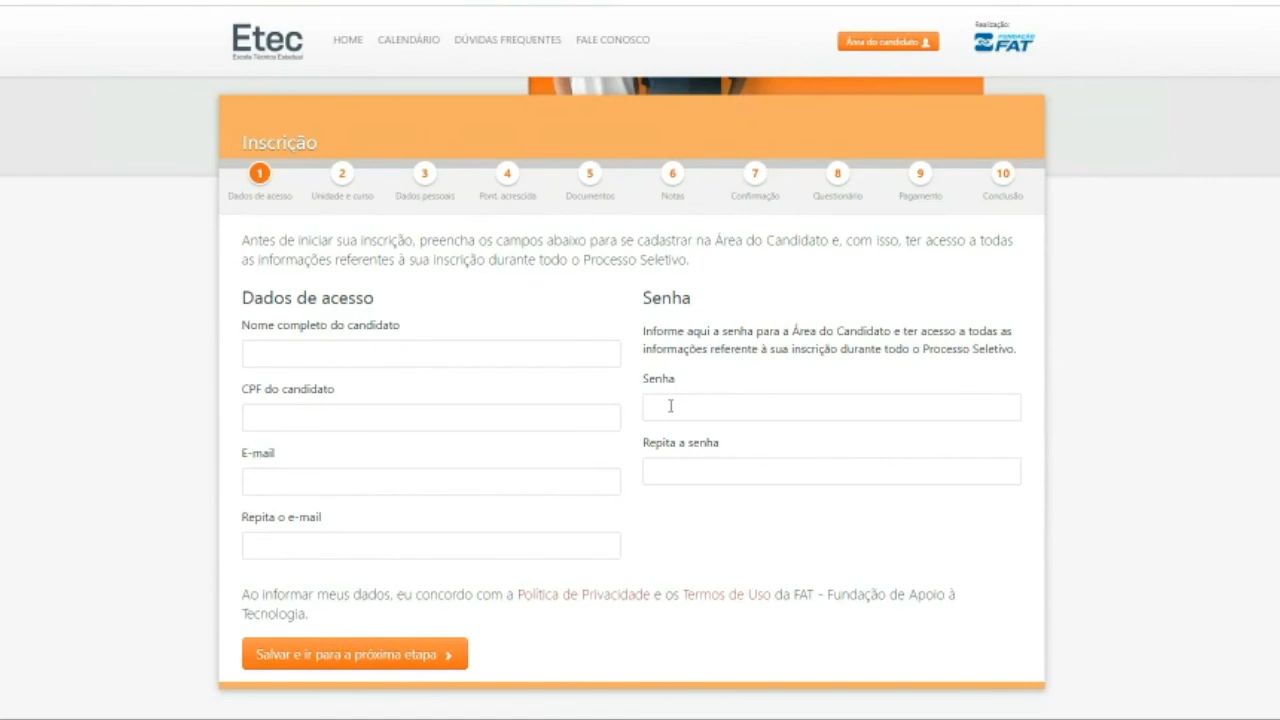 Etec
Escola Técnica Estadual
HOME CALENDÁRIO DÚVIDAS FREQUENTES FALE CONOSCO
Área do candidato
Realização:
FUNDAÇÃO
FAT
Inscrição
1 2 3 4 5 6 7 8 9 10
Dados de acesso Unidade e curso Dados pessoais Pont. acrescida Documentos Notas Confirmação Questionário Pagamento Conclusão
Antes de iniciar sua inscrição, preencha os campos abaixo para se cadastrar na Área do Candidato e, com isso, ter acesso a todas
as informações referentes à sua inscrição durante todo o Processo Seletivo.
Dados de acesso
Nome completo do candidato
CPF do candidato
E-mail
Repita o e-mail
Senha
Informe aqui a senha para a Área do Candidato e ter acesso a todas as
informações referente à sua inscrição durante todo o Processo Seletivo.
Senha
Repita a senha
Ao informar meus dados, eu concordo com a Política de Privacidade e os Termos de Uso da FAT - Fundação de Apoio à
Tecnologia.
Salvar e ir para a próxima etapa